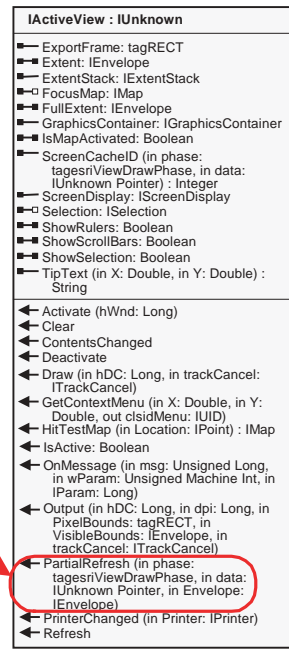 IActiveView : IUnknown
ExportFrame: tagRECT
Extent: IEnvelope
ExtentStack: IExtentStack
FocusMap: IMap
FullExtent: IEnvelope
GraphicsContainer: IGraphicsContainer
IsMapActivated: Boolean
ScreenCacheID (in phase:
tagesriViewDrawPhase, in data:
IUnknown Pointer) : Integer
ScreenDisplay: IScreenDisplay
Selection: ISelection
ShowRulers: Boolean
ShowScrollBars: Boolean
ShowSelection: Boolean
TipText (in X: Double, in Y: Double) :
String
Activate (hWnd: Long)
Clear
ContentsChanged
Deactivate
Draw (in hDC: Long, in trackCancel:
ITrackCancel)
GetContextMenu (in X: Double, in Y:
Double, out clsidMenu: IUID)
HitTestMap (in Location: IPoint) : IMap
IsActive: Boolean
OnMessage (in msg: Unsigned Long,
in wParam: Unsigned Machine Int, in
lParam: Long)
Output (in hDC: Long, in dpi: Long, in
PixelBounds: tagRECT, in
VisibleBounds: IEnvelope, in
trackCancel: ITrackCancel)
PartialRefresh (in phase:
tagesriViewDrawPhase, in data:
IUnknown Pointer, in Envelope:
IEnvelope)
PrinterChanged (in Printer: IPrinter)
Refresh